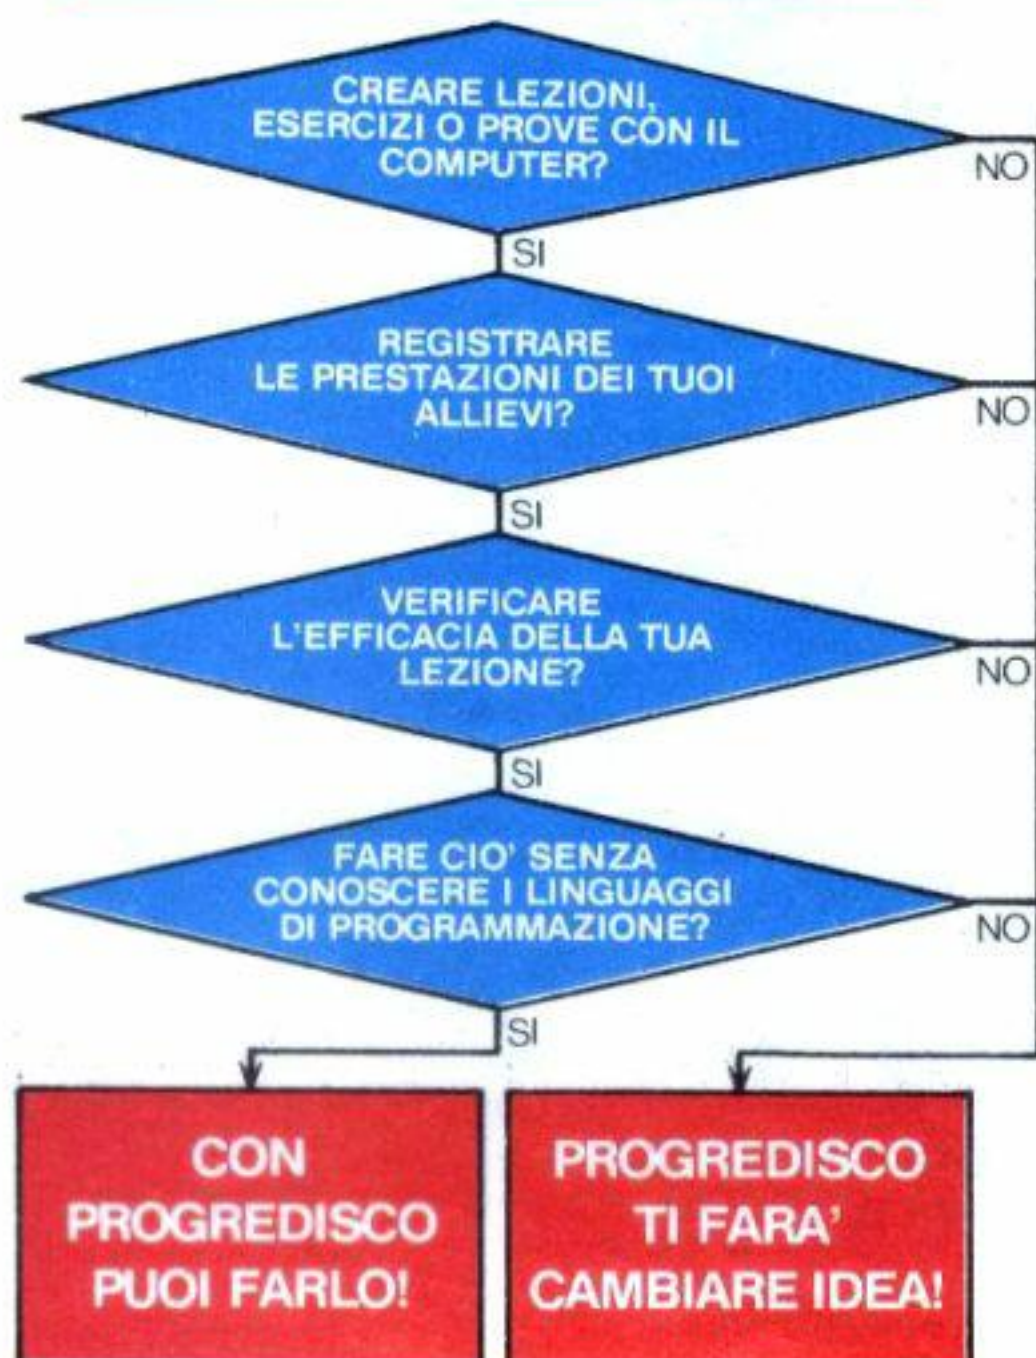 CREARE LEZIONI,
ESERCIZI O PROVE CON IL
COMPUTER?
NO
SI
REGISTRARE
LE PRESTAZIONI DEI TUOI
ALLIEVI?
NO
SI
VERIFICARE
L'EFFICACIA DELLA TUA
LEZIONE?
NO
SI
FARE CIO' SENZA
CONOSCERE I LINGUAGGI
DI PROGRAMMAZIONE?
NO
SI
CON
PROGREDISCO
PUOI FARLO!
PROGREDISCO
TI FARA'
CAMBIARE IDEA!